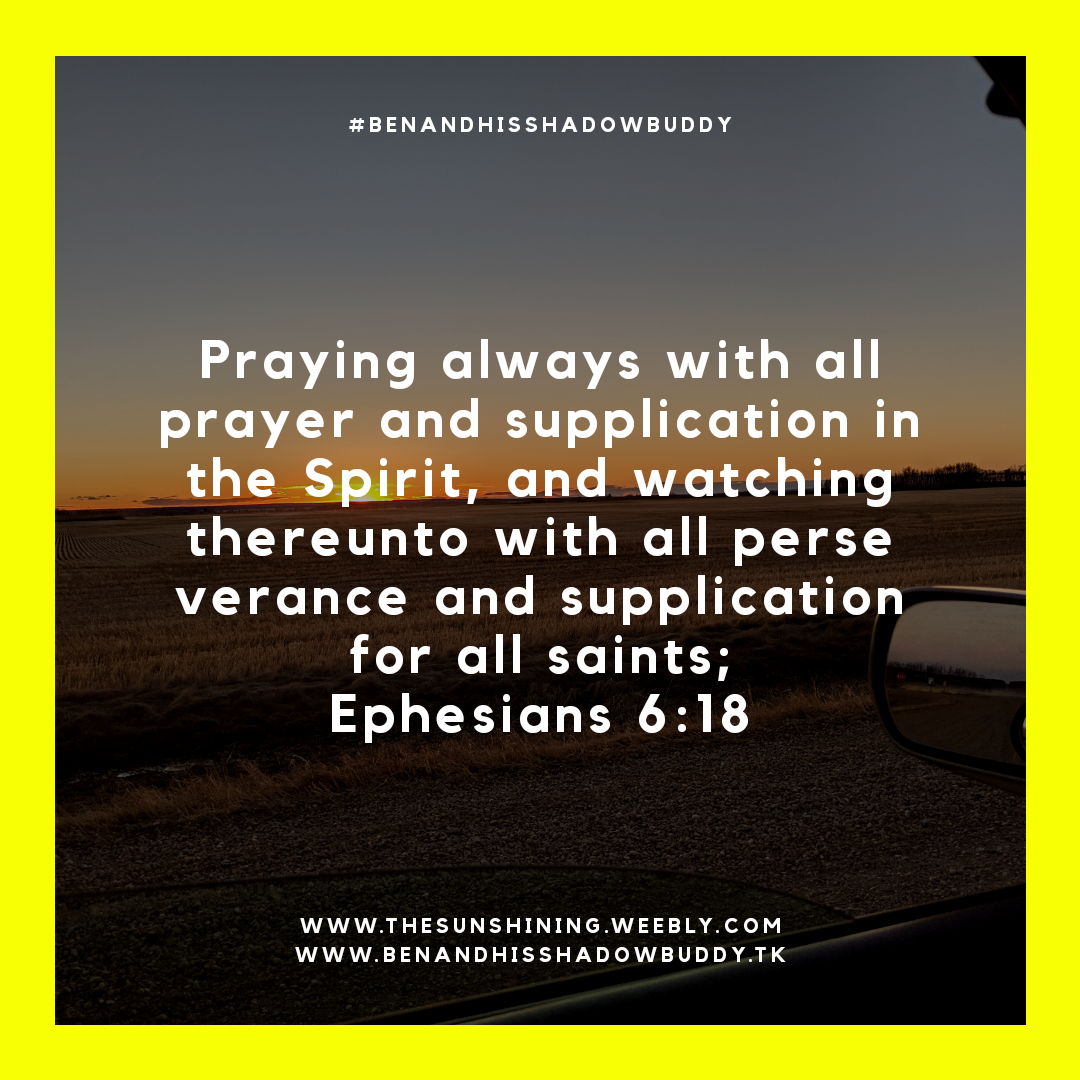 #BENANDHISSHADOWBUDDY
Praying always with all
prayer and supplication in
the Spirit, and watching
thereunto with all perse
verance and supplication
for all saints;
Ephesians 6:18
WWW.THESUNSHINING.WEEBLY.COM
WWW.BENANDHISSHADOWBUDDY.TK